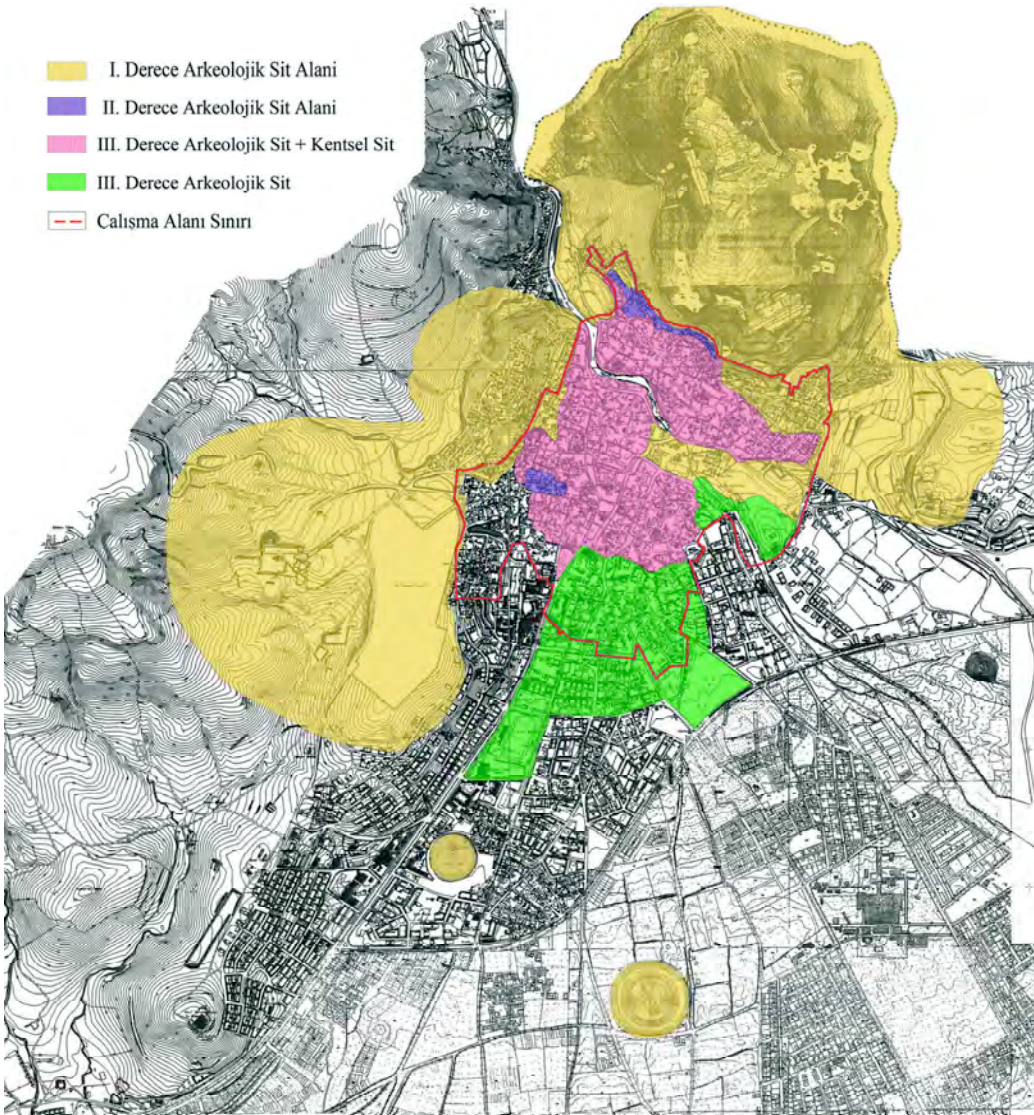 I. Derece Arkeolojik Sit Alani
II. Derece Arkeolojik Sit Alani
III. Derece Arkeolojik Sit + Kentsel Sit
III. Derece Arkeolojik Sit
Calışma Alanı Sınırı